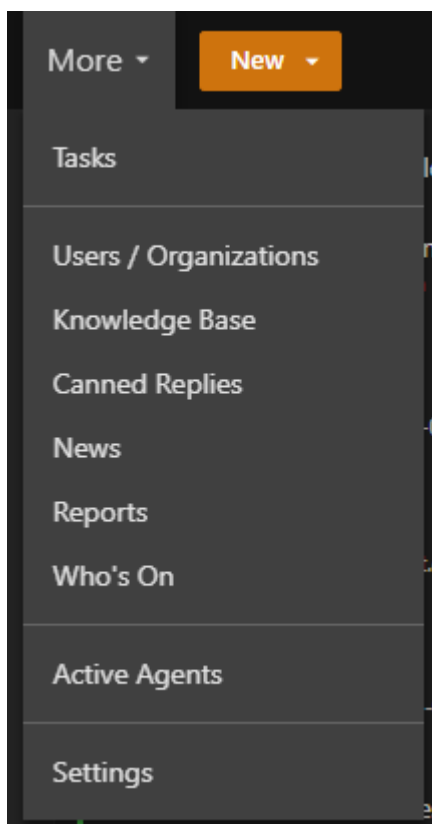 More
New
Tasks
Users / Organizations
Knowledge Base
Canned Replies
News
Reports
Who's On
Active Agents
Settings